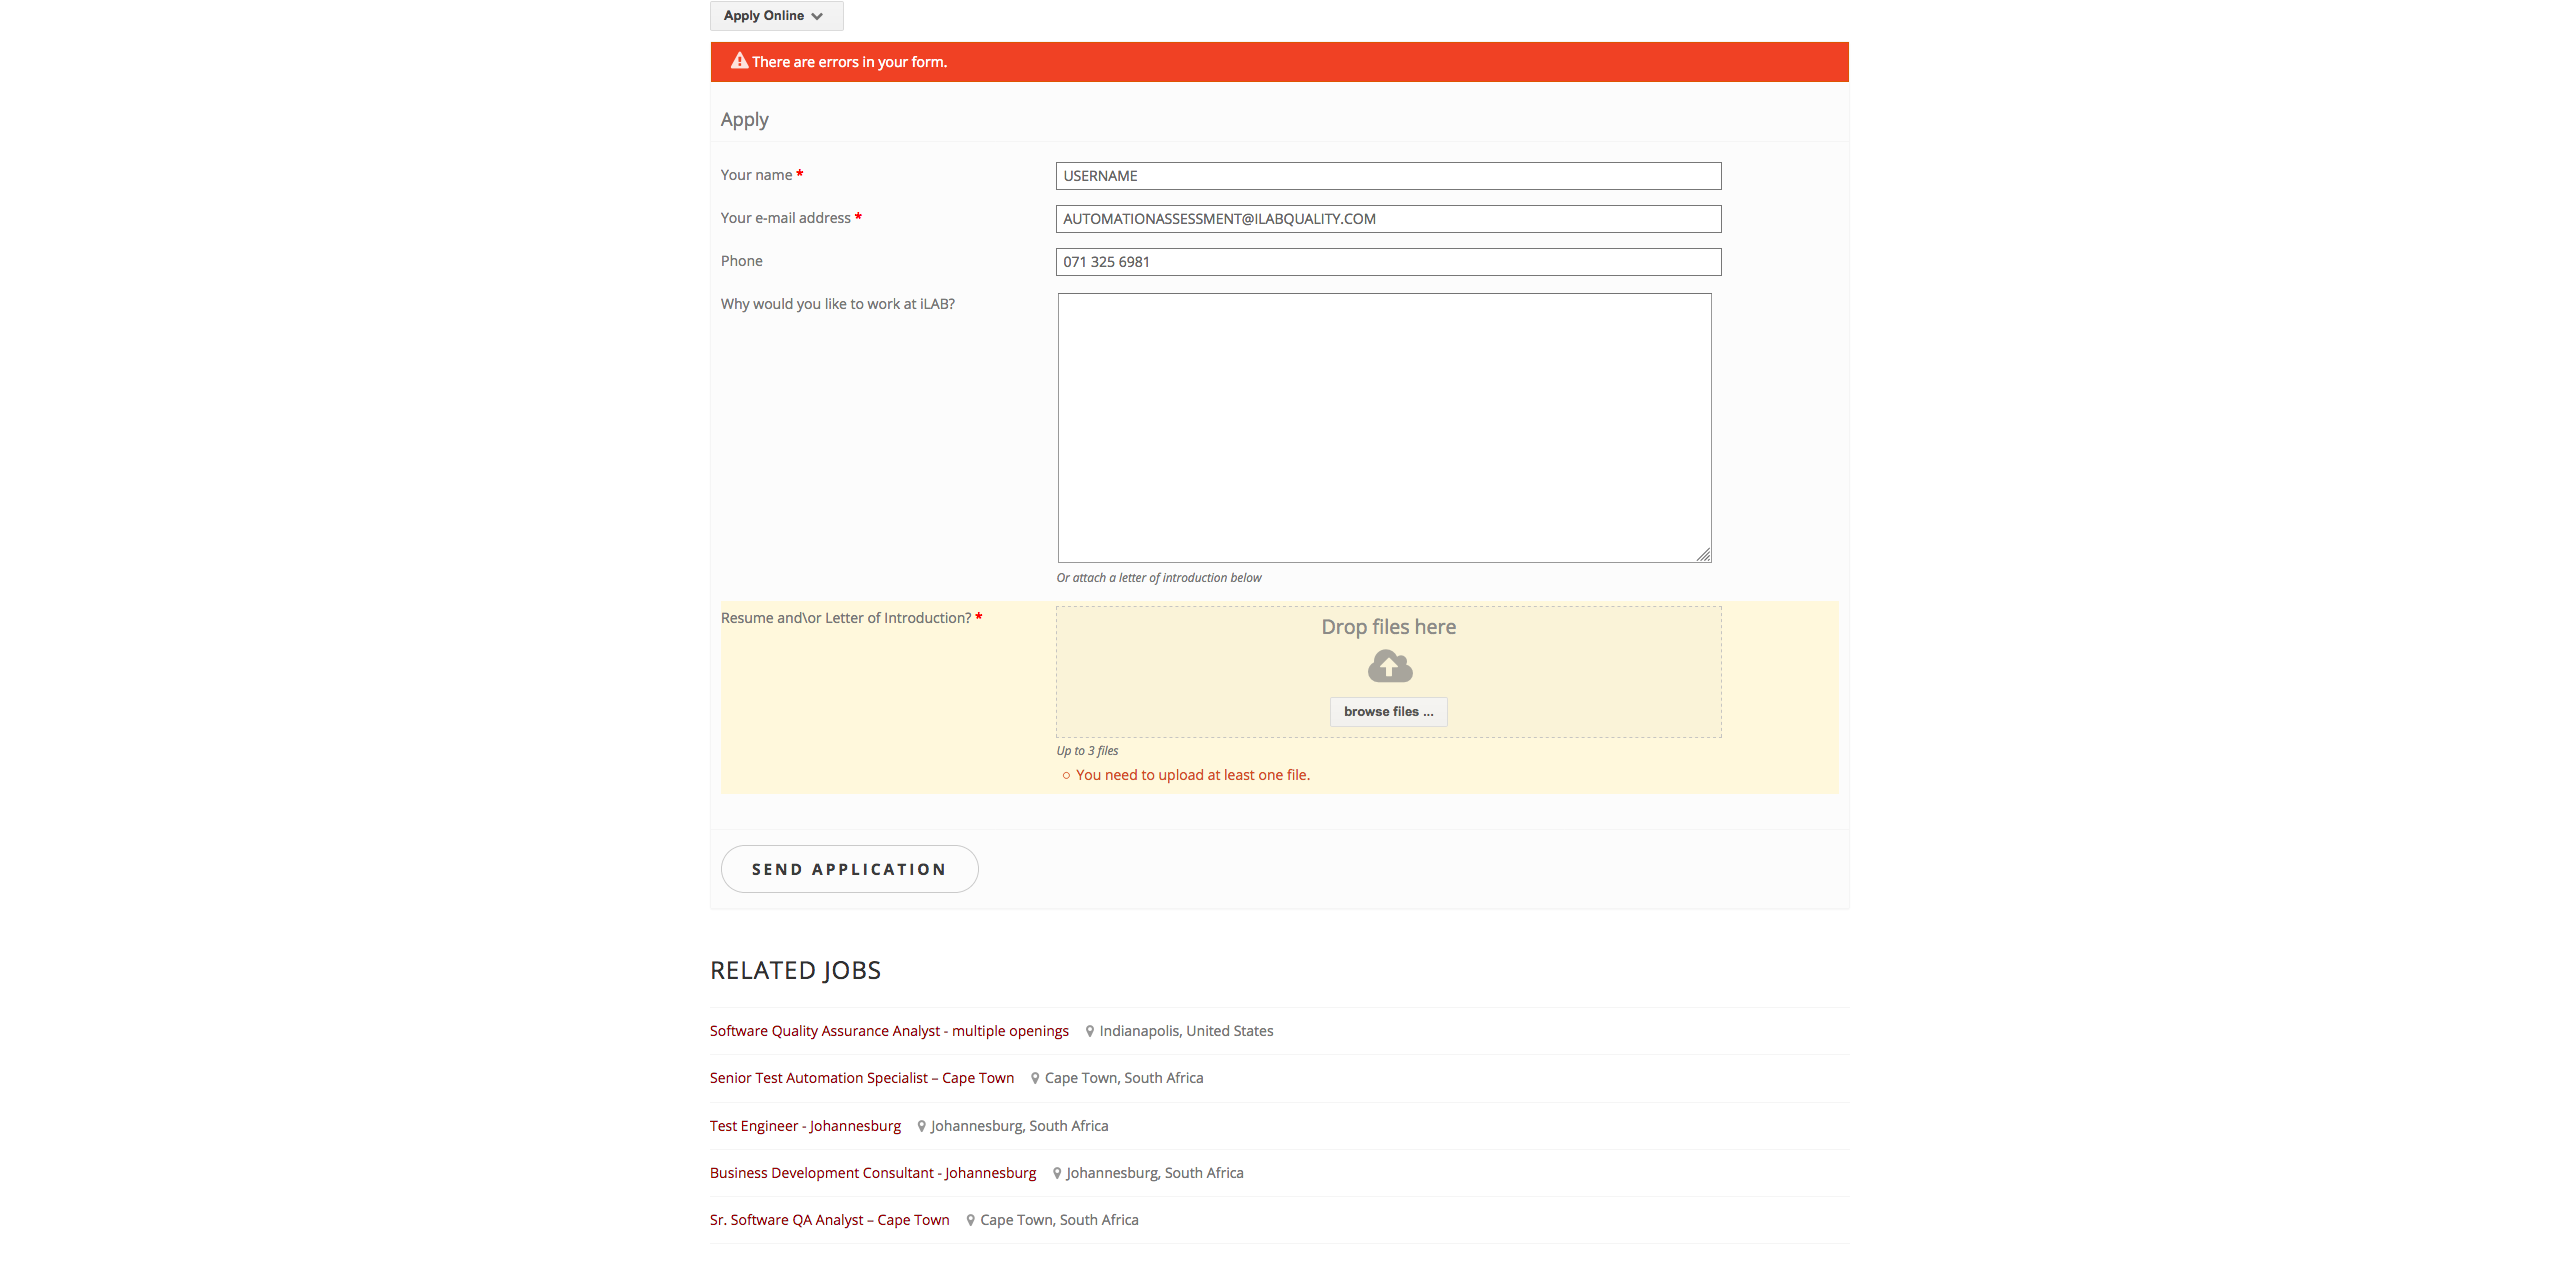 Apply Online
There are errors in your form.
Apply
Your name *
USERNAME
Your e-mail address *
AUTOMATIONASSESSMENT@ILABQUALITY.COM
Phone
071 325 6981
Why would you like to work at iLAB?
Or attach a letter of introduction below
Resume and\or Letter of Introduction? *
Drop files here
browse files ...
Up to 3 files
You need to upload at least one file.
SEND APPLICATION
RELATED JOBS
Software Quality Assurance Analyst - multiple openings Indianapolis, United States
Senior Test Automation Specialist – Cape Town Cape Town, South Africa
Test Engineer - Johannesburg Johannesburg, South Africa
Business Development Consultant - Johannesburg Johannesburg, South Africa
Sr. Software QA Analyst – Cape Town Cape Town, South Africa